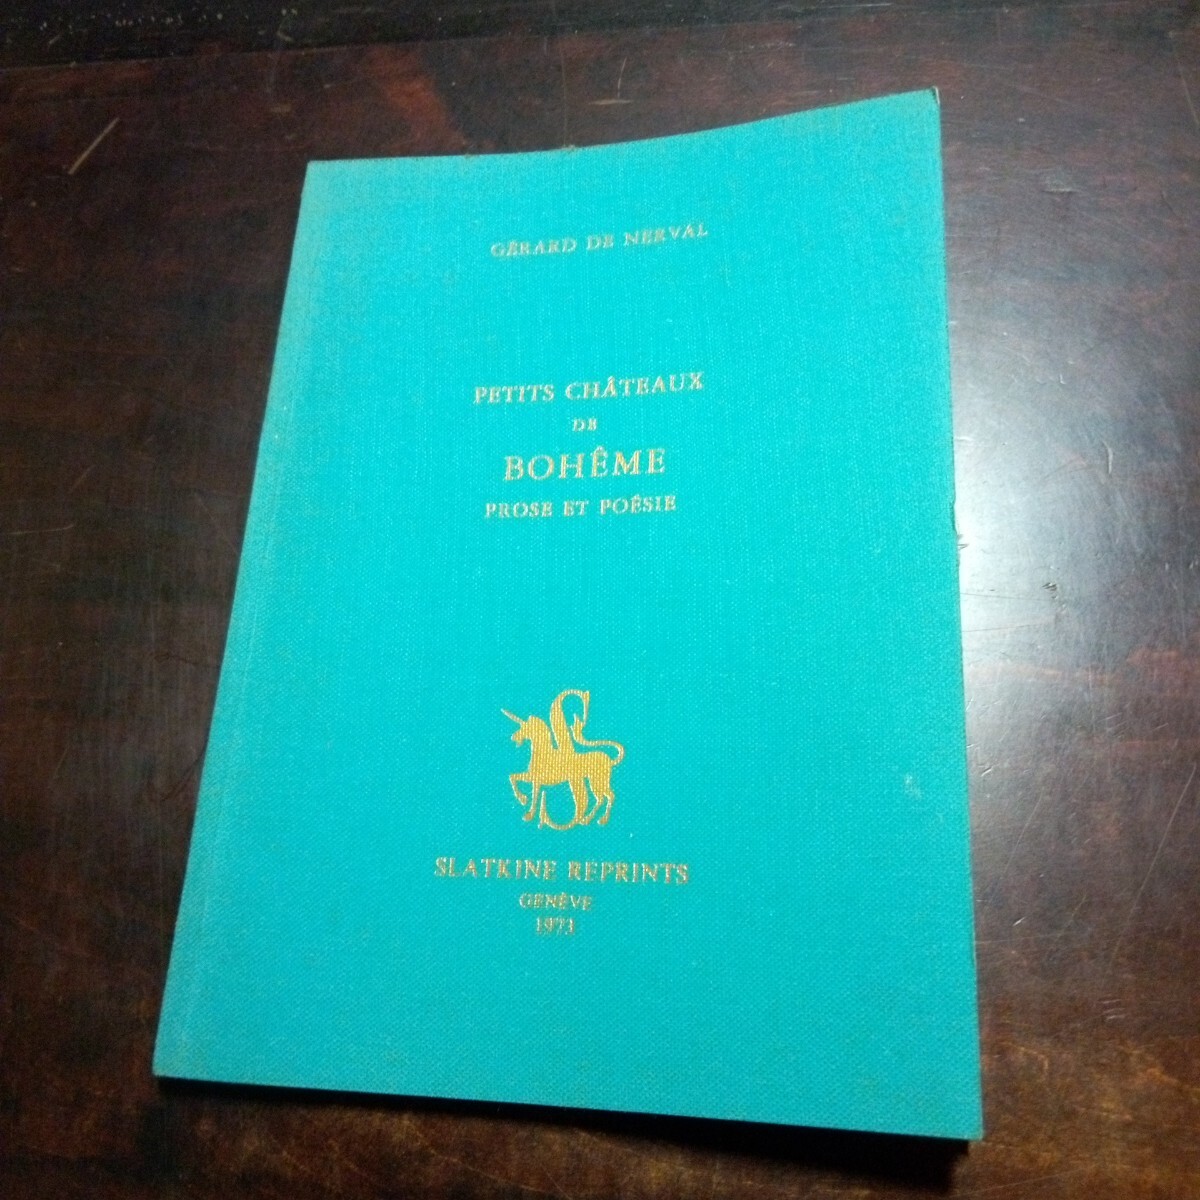 GÉRARD DE NERVAL
PETITS CHÂTEAUX
DE
BOHÊME
PROSE ET POÉSIE
SLATKINE REPRINTS
GENÈVE
1973